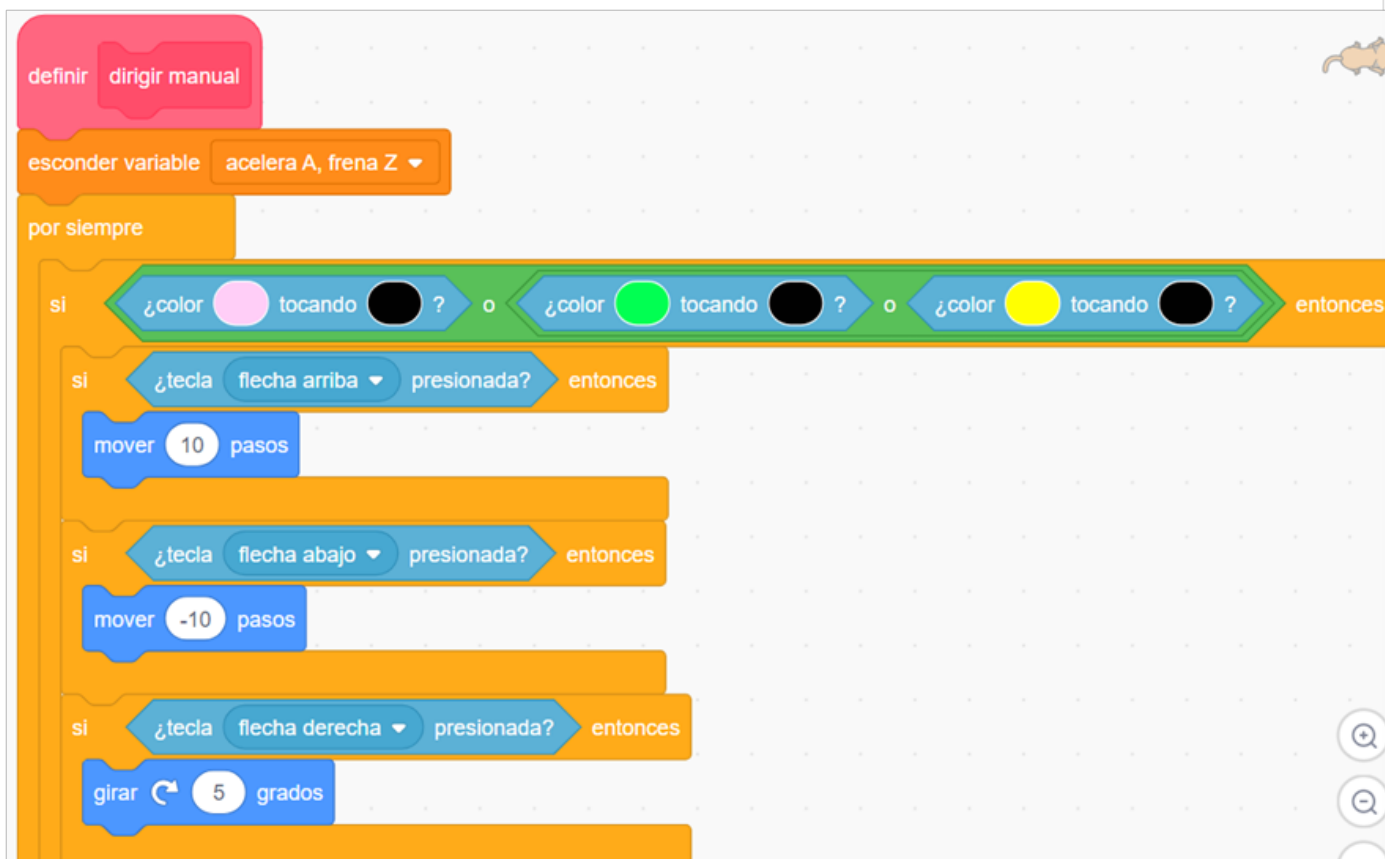 definir dirigir manual
esconder variable acelera A, frena Z
por siempre
si ¿color tocando ? o ¿color tocando ? o ¿color tocando ? entonces
si ¿tecla flecha arriba presionada? entonces
mover 10 pasos
si ¿tecla flecha abajo presionada? entonces
mover -10 pasos
si ¿tecla flecha derecha presionada? entonces
girar 5 grados